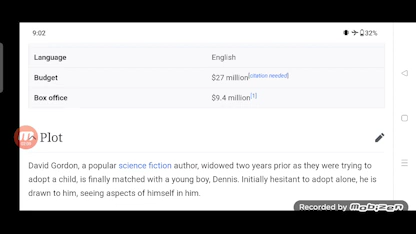 9:02
32%
Language English
Budget $27 million[citation needed]
Box office $9.4 million[1]
Plot
David Gordon, a popular science fiction author, widowed two years prior as they were trying to
adopt a child, is finally matched with a young boy, Dennis. Initially hesitant to adopt alone, he is
drawn to him, seeing aspects of himself in him.
Recorded by Mobizen